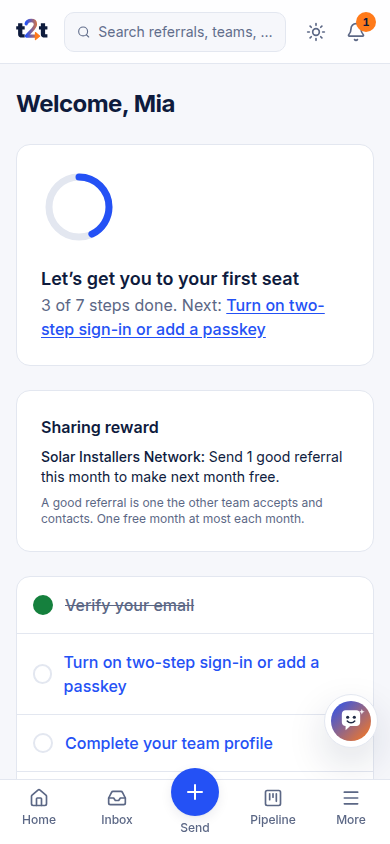 t2t
Search referrals, teams, ...
1
Welcome, Mia
Let’s get you to your first seat
3 of 7 steps done. Next: Turn on two-
step sign-in or add a passkey
Sharing reward
Solar Installers Network: Send 1 good referral
this month to make next month free.
A good referral is one the other team accepts and
contacts. One free month at most each month.
Verify your email
Turn on two-step sign-in or add a
passkey
Complete your team profile
Home
Inbox
Send
Pipeline
More